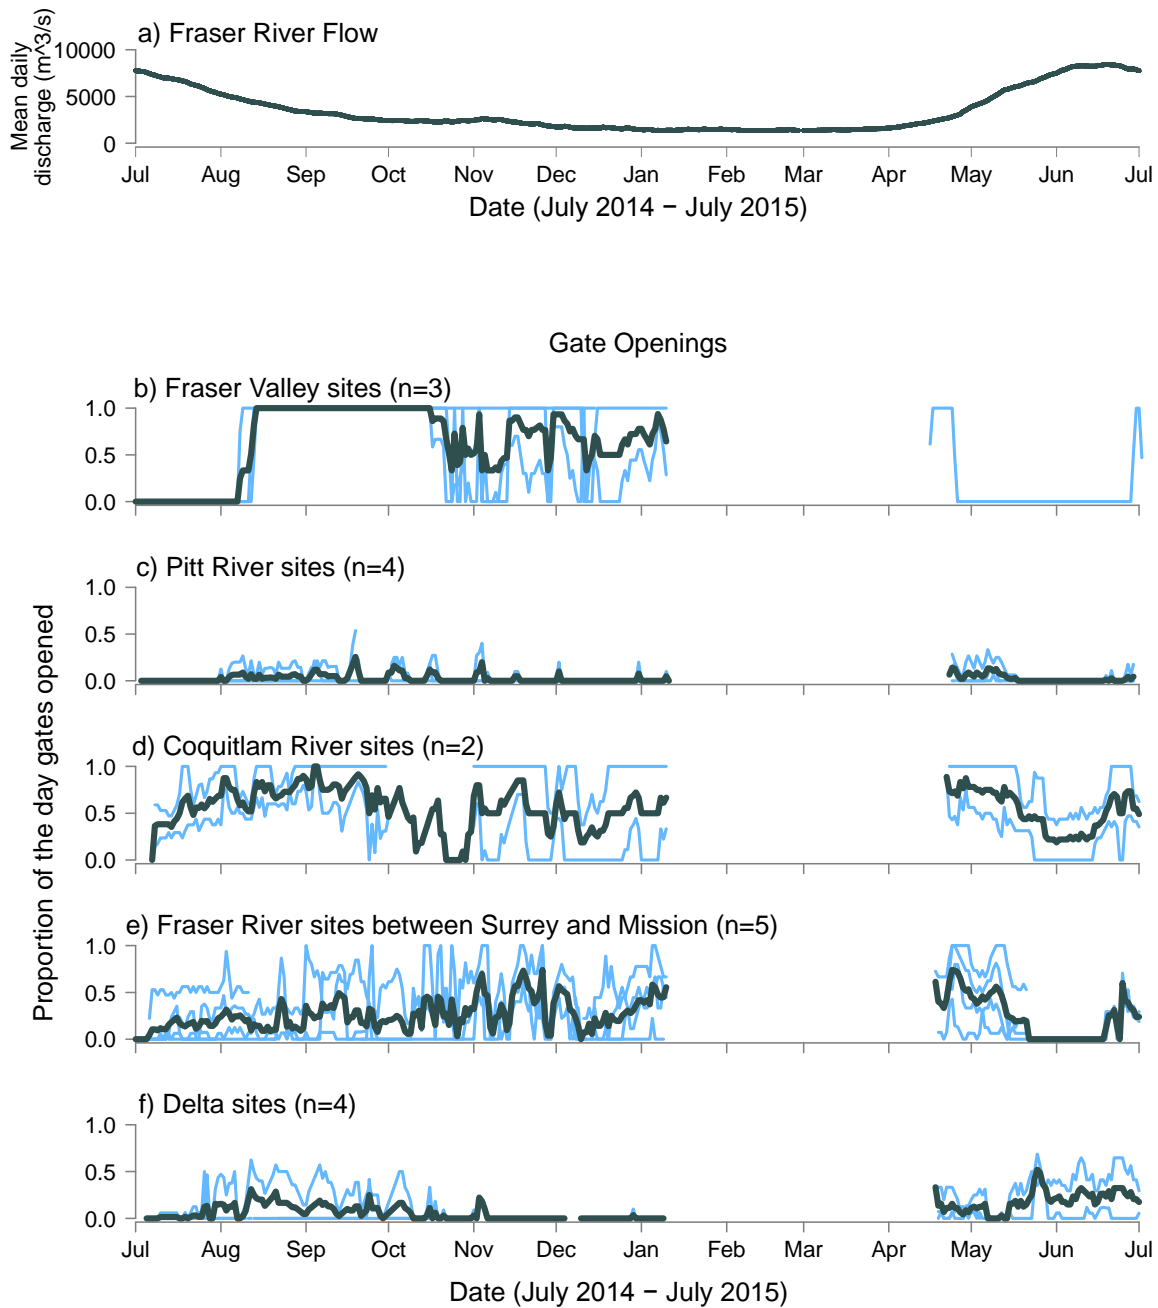 a) Fraser River Flow
Mean daily
discharge (m^3/s)
10000
5000
0
Jul Aug Sep Oct Nov Dec Jan Feb Mar Apr May Jun Jul
Date (July 2014 − July 2015)
Gate Openings
Proportion of the day gates opened
b) Fraser Valley sites (n=3)
1.0
0.5
0.0
c) Pitt River sites (n=4)
1.0
0.5
0.0
d) Coquitlam River sites (n=2)
1.0
0.5
0.0
e) Fraser River sites between Surrey and Mission (n=5)
1.0
0.5
0.0
f) Delta sites (n=4)
1.0
0.5
0.0
Jul Aug Sep Oct Nov Dec Jan Feb Mar Apr May Jun Jul
Date (July 2014 − July 2015)